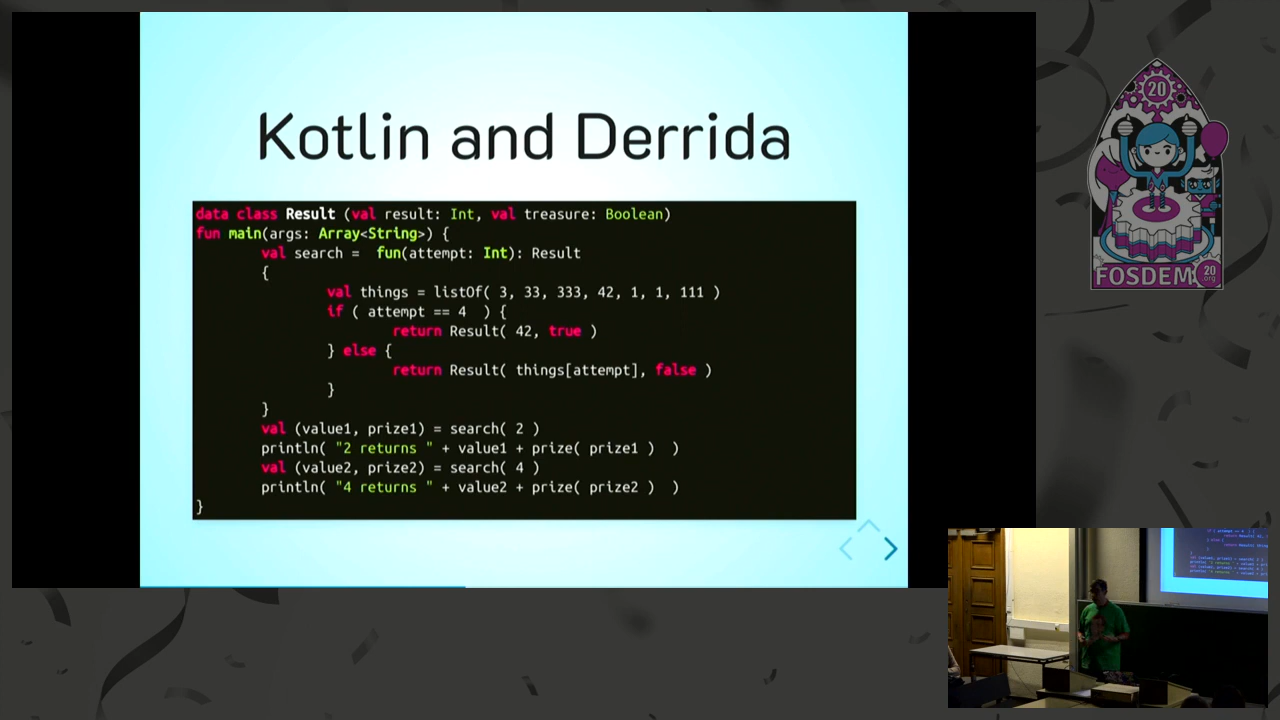 Kotlin and Derrida
data class Result (val result: Int, val treasure: Boolean)
fun main(args: Array<String>) {
val search =  fun(attempt: Int): Result
{
val things = listOf( 3, 33, 333, 42, 1, 1, 111 )
if ( attempt == 4  ) {
return Result( 42, true )
} else {
return Result( things[attempt], false )
}
}
val (value1, prize1) = search( 2 )
println( "2 returns " + value1 + prize( prize1 )  )
val (value2, prize2) = search( 4 )
println( "4 returns " + value2 + prize( prize2 )  )
}
20
FOSDEM
20
.org